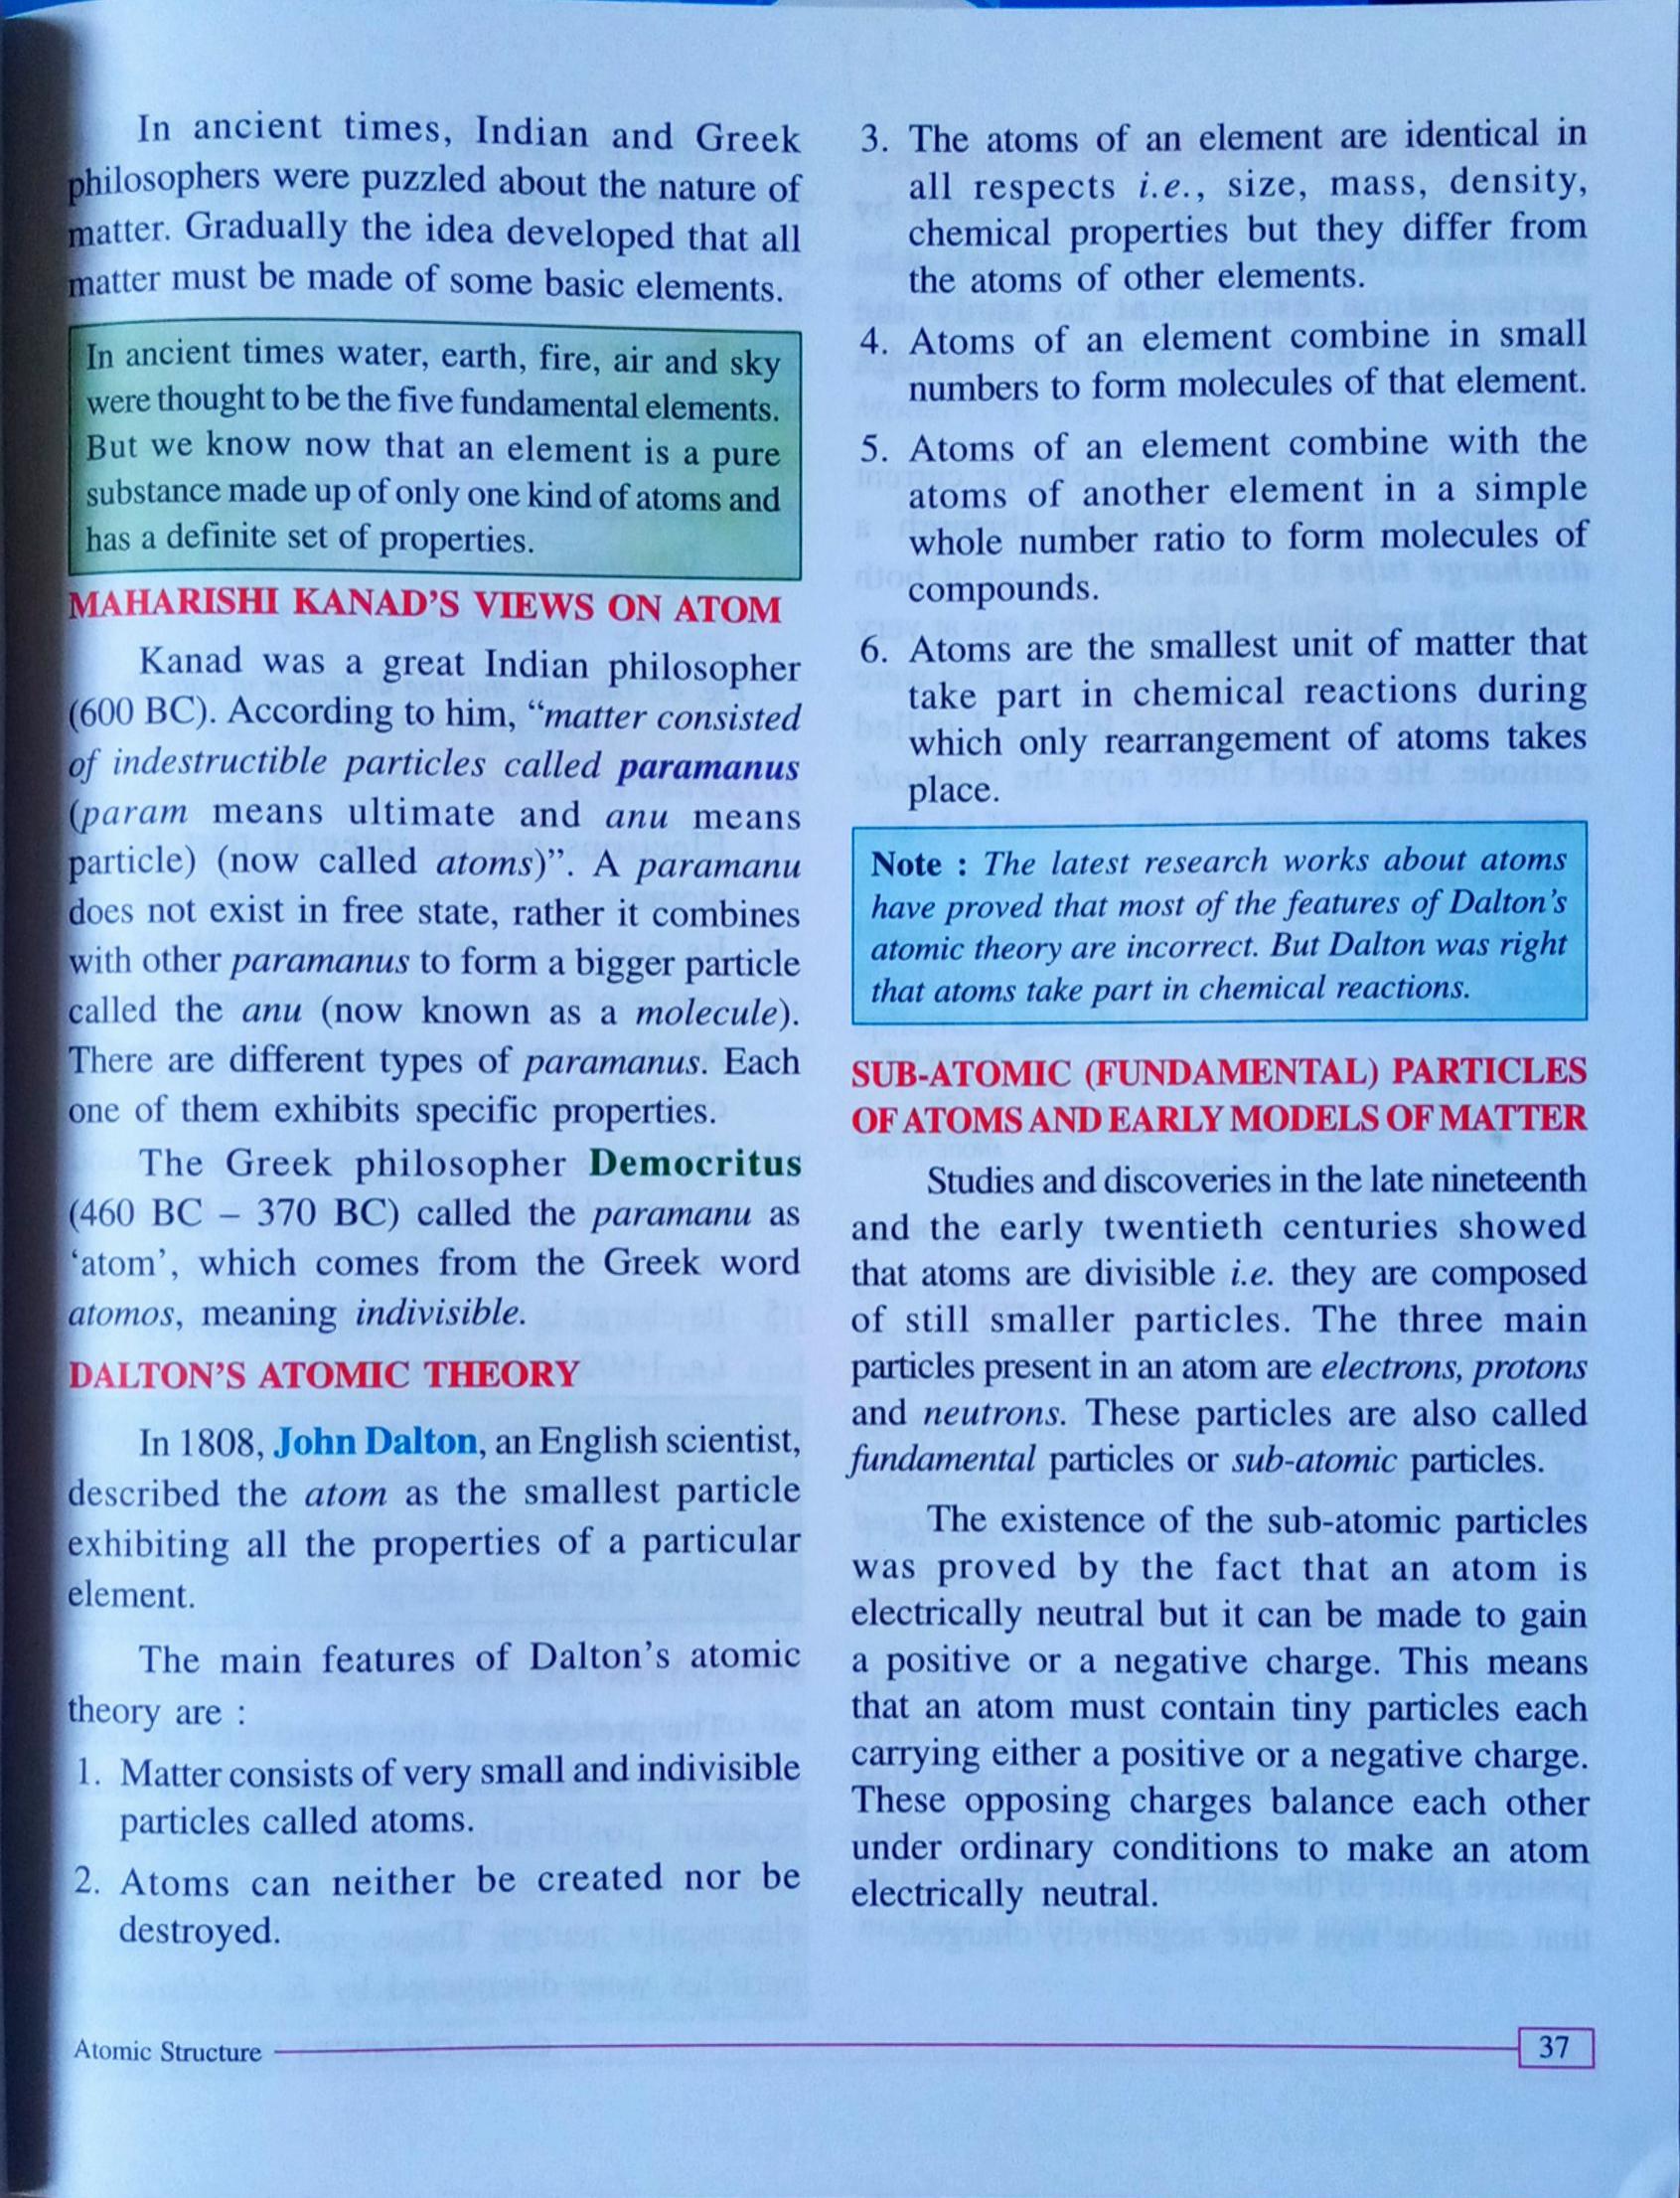 In ancient times, Indian and Greek
philosophers were puzzled about the nature of
matter. Gradually the idea developed that all
matter must be made of some basic elements.
In ancient times water, earth, fire, air and sky
were thought to be the five fundamental elements.
But we know now that an element is a pure
substance made up of only one kind of atoms and
has a definite set of properties.
MAHARISHI KANAD'S VIEWS ON ATOM
Kanad was a great Indian philosopher
(600 BC). According to him, “matter consisted
of indestructible particles called paramanus
(param means ultimate and anu means
particle) (now called atoms)”. A paramanu
does not exist in free state, rather it combines
with other paramanus to form a bigger particle
called the anu (now known as a molecule).
There are different types of paramanus. Each
one of them exhibits specific properties.
The Greek philosopher Democritus
(460 BC – 370 BC) called the paramanu as
‘atom’, which comes from the Greek word
atomos, meaning indivisible.
DALTON'S ATOMIC THEORY
In 1808, John Dalton, an English scientist,
described the atom as the smallest particle
exhibiting all the properties of a particular
element.
The main features of Dalton's atomic
theory are :
1. Matter consists of very small and indivisible
particles called atoms.
2. Atoms can neither be created nor be
destroyed.
3. The atoms of an element are identical in
all respects i.e., size, mass, density,
chemical properties but they differ from
the atoms of other elements.
4. Atoms of an element combine in small
numbers to form molecules of that element.
5. Atoms of an element combine with the
atoms of another element in a simple
whole number ratio to form molecules of
compounds.
6. Atoms are the smallest unit of matter that
take part in chemical reactions during
which only rearrangement of atoms takes
place.
Note : The latest research works about atoms
have proved that most of the features of Dalton's
atomic theory are incorrect. But Dalton was right
that atoms take part in chemical reactions.
SUB-ATOMIC (FUNDAMENTAL) PARTICLES
OF ATOMS AND EARLY MODELS OF MATTER
Studies and discoveries in the late nineteenth
and the early twentieth centuries showed
that atoms are divisible i.e. they are composed
of still smaller particles. The three main
particles present in an atom are electrons, protons
and neutrons. These particles are also called
fundamental particles or sub-atomic particles.
The existence of the sub-atomic particles
was proved by the fact that an atom is
electrically neutral but it can be made to gain
a positive or a negative charge. This means
that an atom must contain tiny particles each
carrying either a positive or a negative charge.
These opposing charges balance each other
under ordinary conditions to make an atom
electrically neutral.
Atomic Structure
37